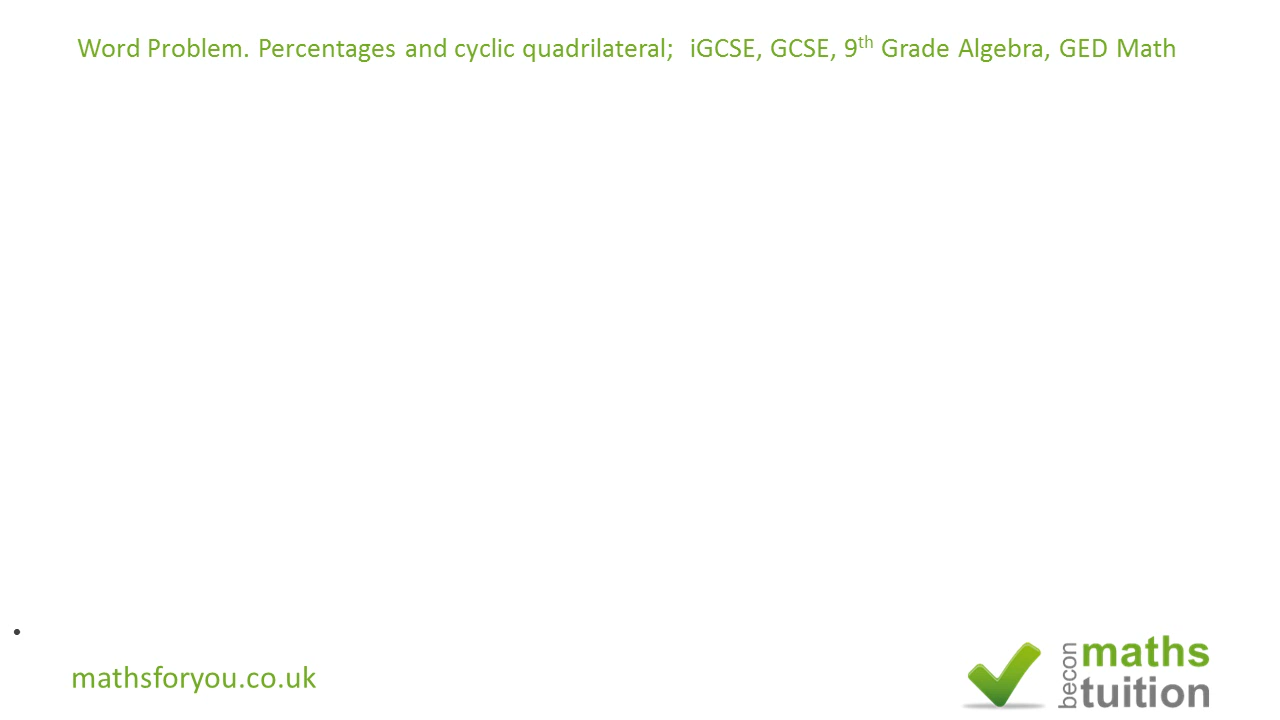 Word Problem. Percentages and cyclic quadrilateral;  iGCSE, GCSE, 9th Grade Algebra, GED Math
•
mathsforyou.co.uk
becon
maths
tuition